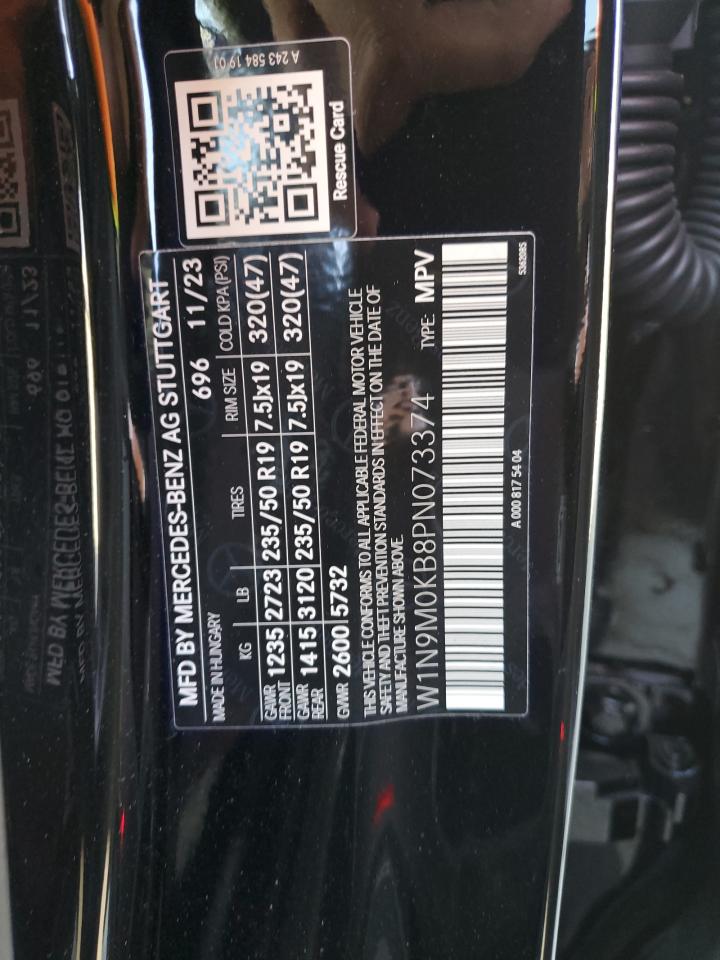 A 243 584 19 01
Rescue Card
MFD BY MERCEDES-BENZ AG STUTTGART
MADE IN HUNGARY 696 11/23
KG LB TIRES RIM SIZE COLD KPA (PSI)
GAWR FRONT 1235 2723 235/50 R19 7.5Jx19 320(47)
GAWR REAR 1415 3120 235/50 R19 7.5Jx19 320(47)
GVWR 2600 5732
THIS VEHICLE CONFORMS TO ALL APPLICABLE FEDERAL MOTOR VEHICLE
SAFETY AND THEFT PREVENTION STANDARDS IN EFFECT ON THE DATE OF
MANUFACTURE SHOWN ABOVE
W1N9M0KB8PN073374 TYPE: MPV
A 000 817 54 04